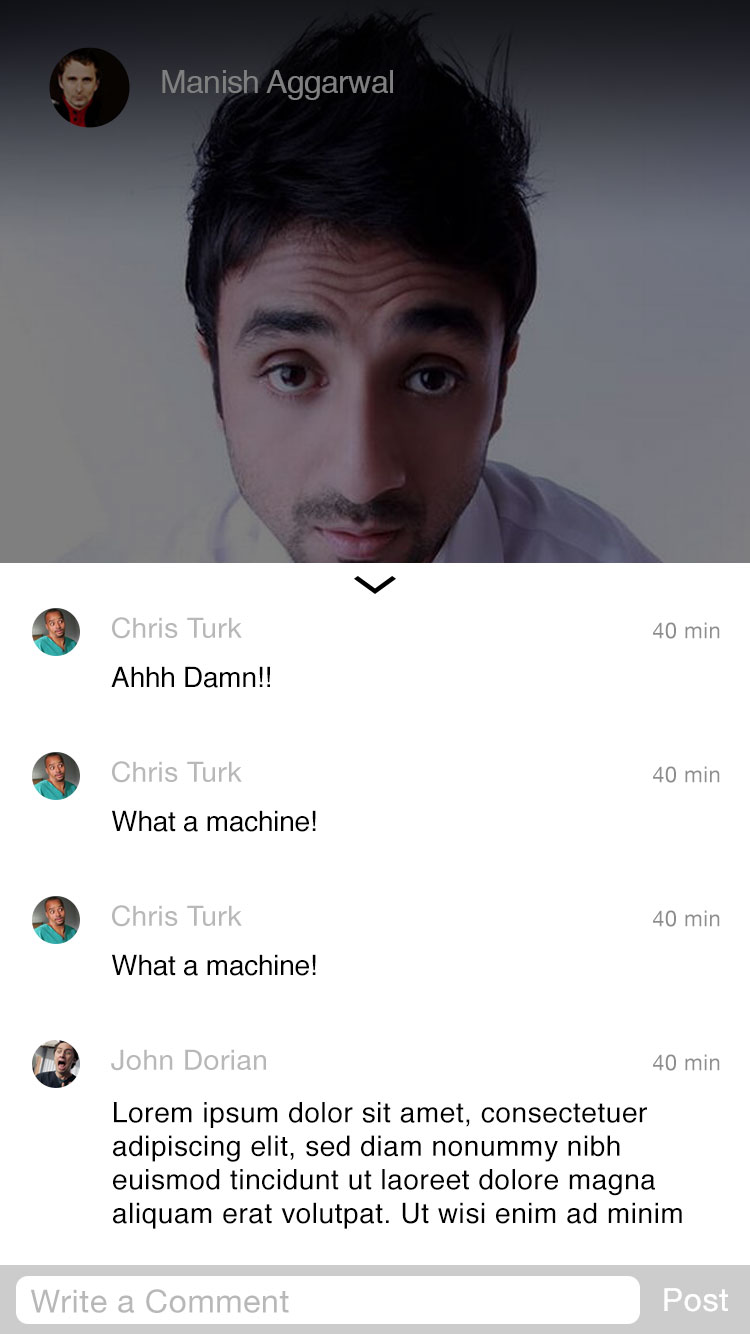 Manish Aggarwal
Chris Turk 40 min
Ahhh Damn!!
Chris Turk 40 min
What a machine!
Chris Turk 40 min
What a machine!
John Dorian 40 min
Lorem ipsum dolor sit amet, consectetuer
adipiscing elit, sed diam nonummy nibh
euismod tincidunt ut laoreet dolore magna
aliquam erat volutpat. Ut wisi enim ad minim
Write a Comment Post